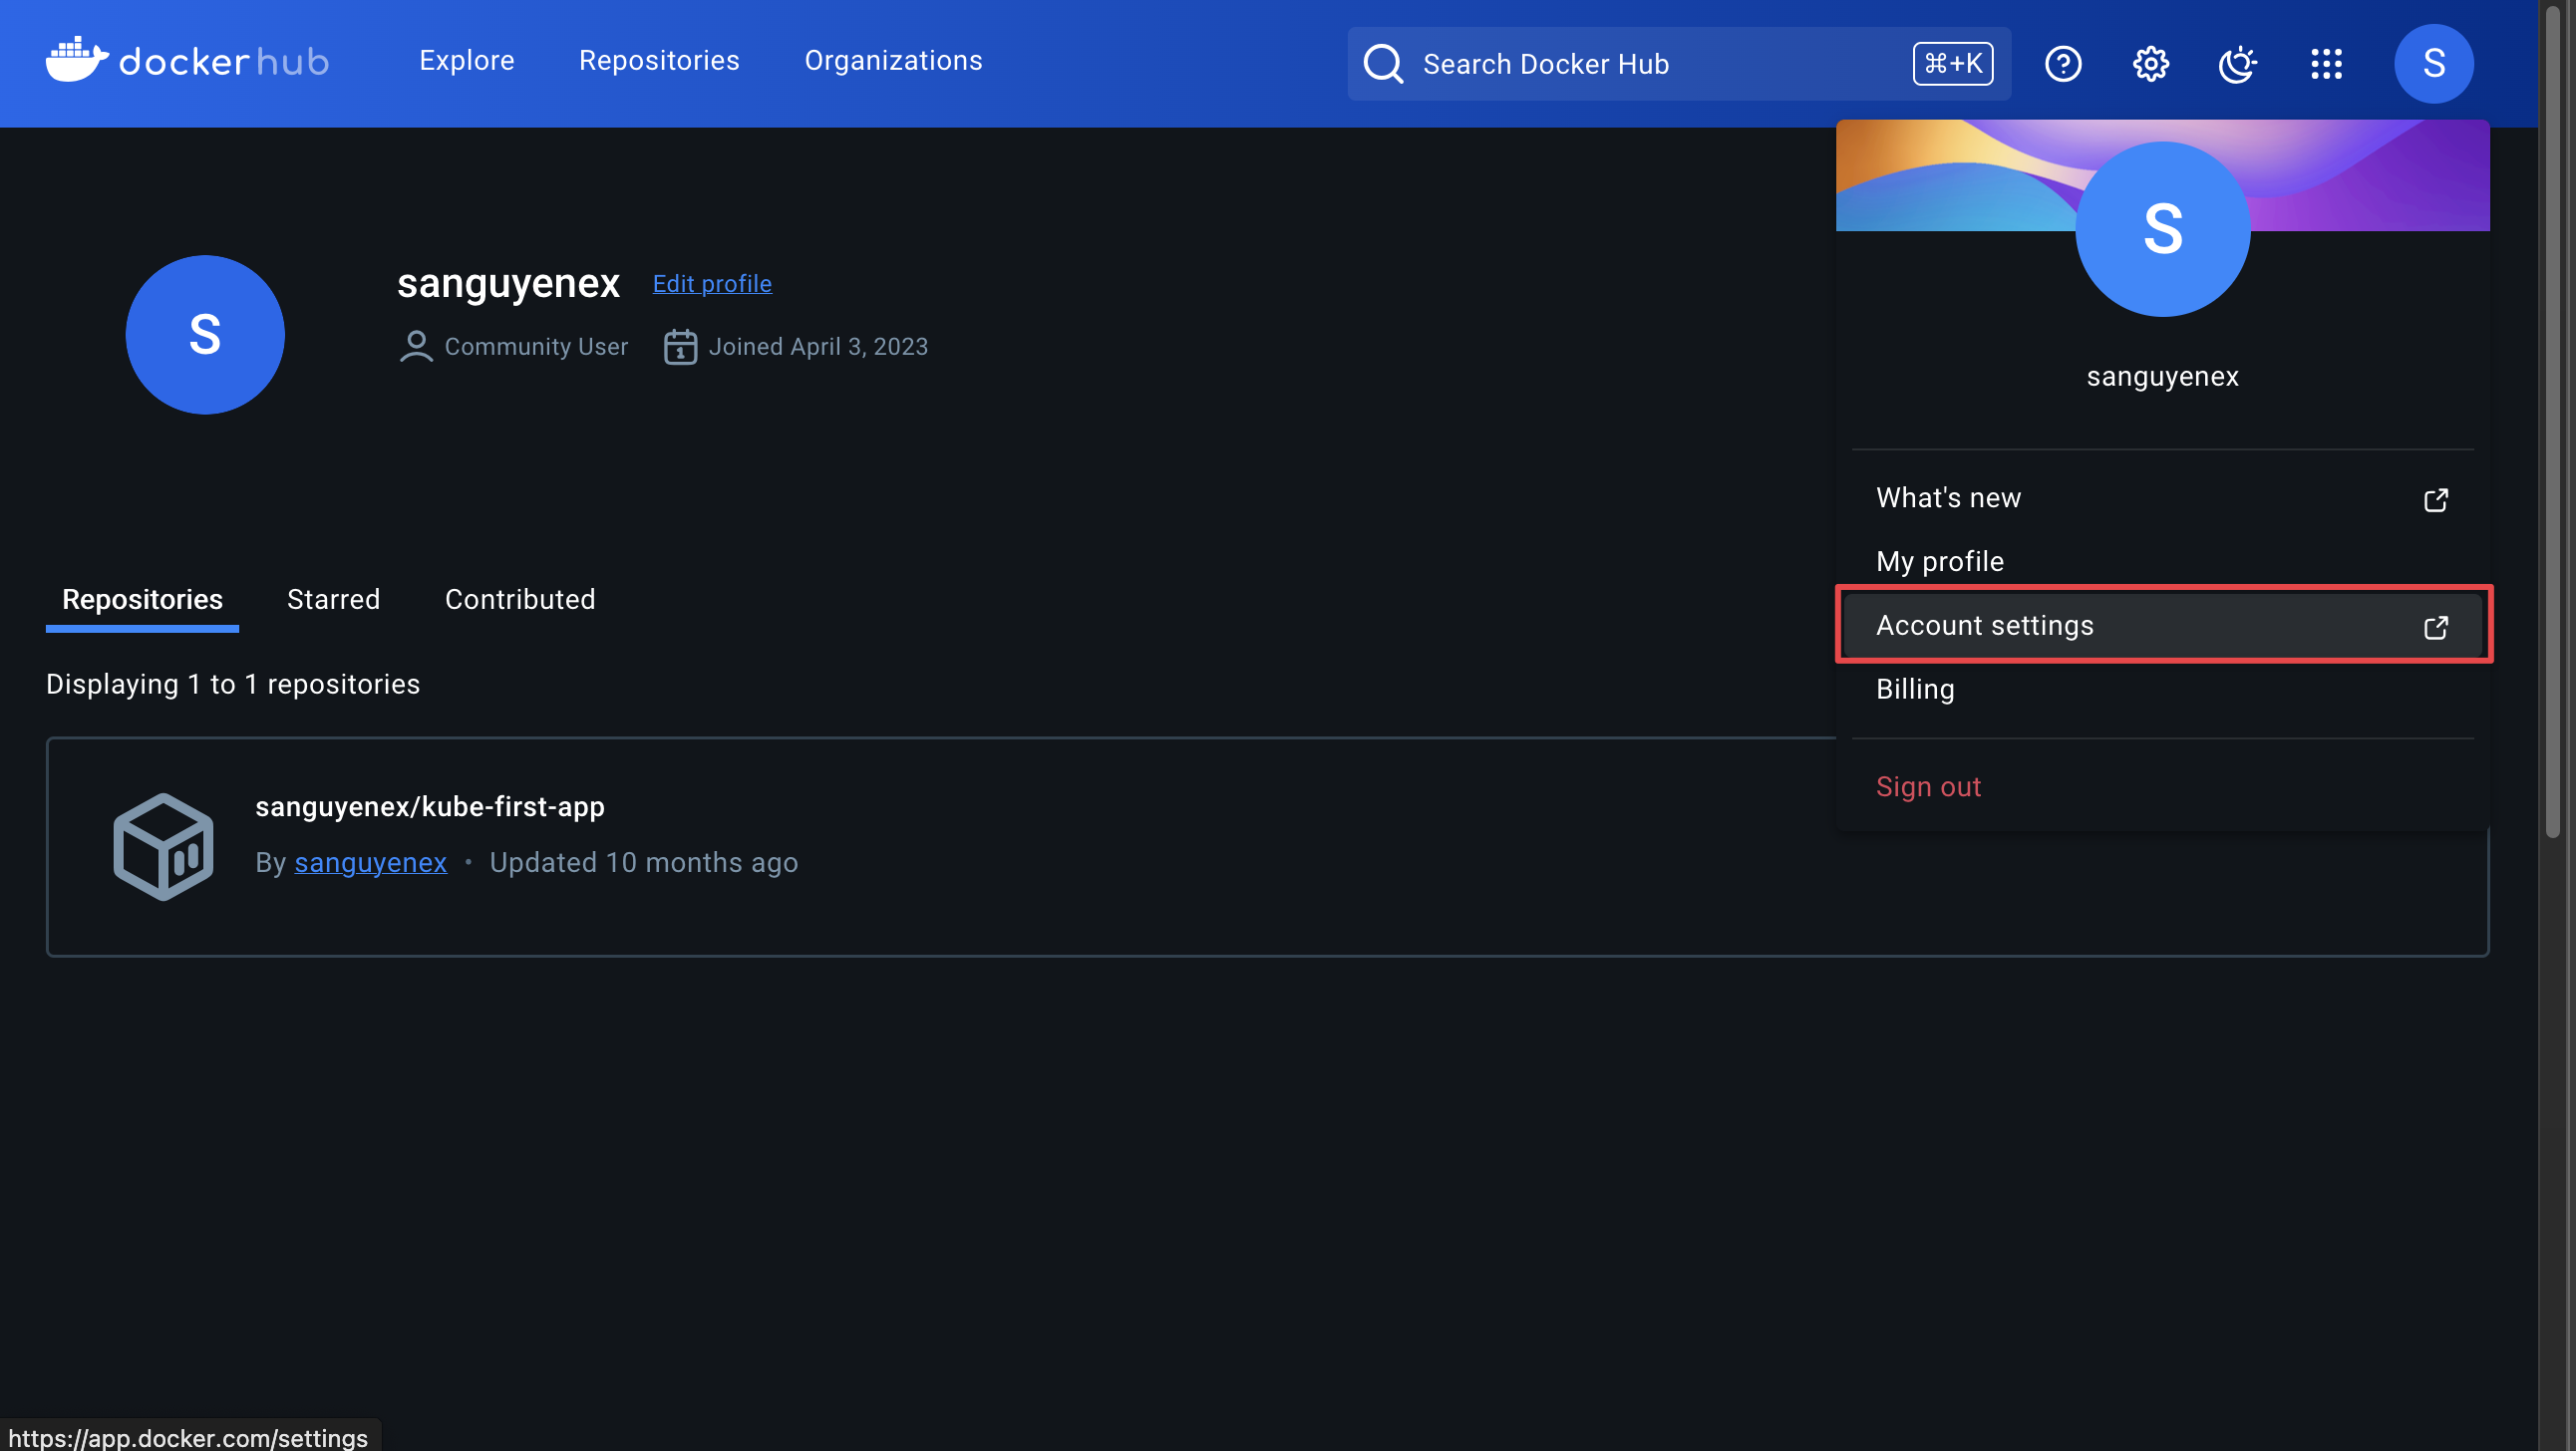 docker hub
Explore
Repositories
Organizations
Search Docker Hub
⌘+K
S
S
sanguyenex
Edit profile
Community User
1
Joined April 3, 2023
S
sanguyenex
What's new
My profile
Account settings
Billing
Sign out
Repositories
Starred
Contributed
Displaying 1 to 1 repositories
sanguyenex/kube-first-app
By sanguyenex • Updated 10 months ago
https://app.docker.com/settings